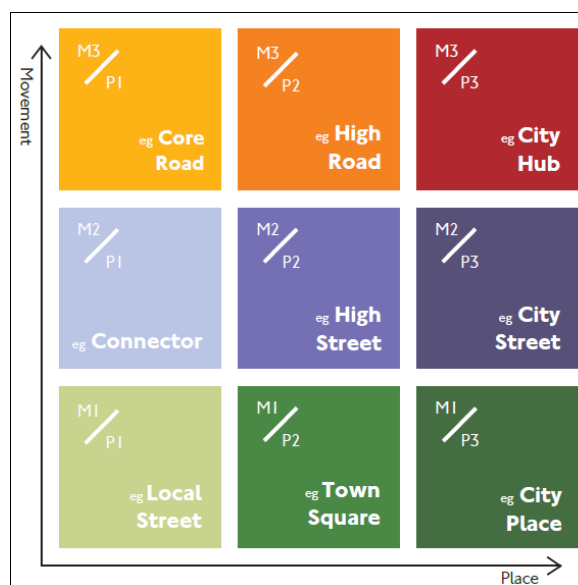 Movement
M3
P1
eg Core
Road
M3
P2
eg High
Road
M3
P3
eg City
Hub
M2
P1
eg Connector
M2
P2
eg High
Street
M2
P3
eg City
Street
M1
P1
eg Local
Street
M1
P2
eg Town
Square
M1
P3
eg City
Place
Place